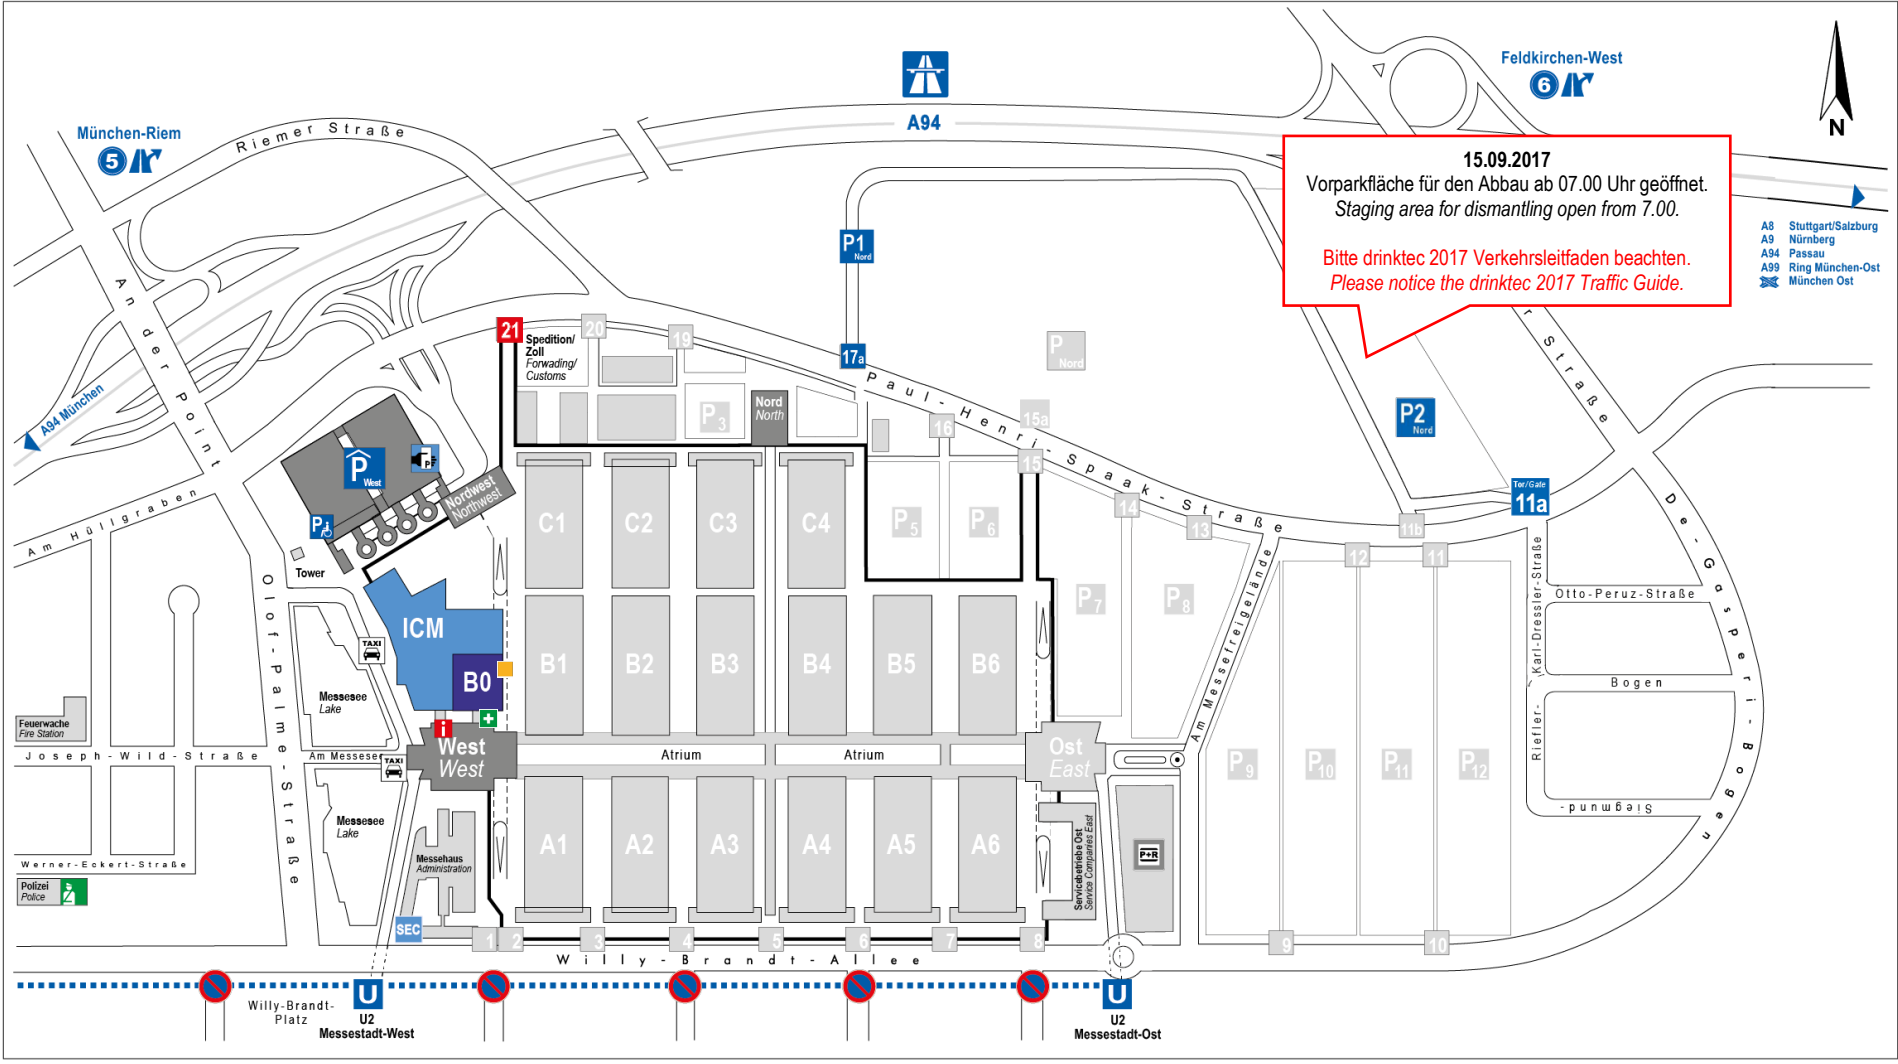 A94
Feldkirchen-West
6
N
München-Riem
5
Riemer Straße
15.09.2017
Vorparkfläche für den Abbau ab 07.00 Uhr geöffnet.
Staging area for dismantling open from 7.00.
Bitte drinktec 2017 Verkehrsleitfaden beachten.
Please notice the drinktec 2017 Traffic Guide.
A8 Stuttgart/Salzburg
A9 Nürnberg
A94 Passau
A99 Ring München-Ost
München Ost
P1
Nord
An der Point
21
20
19
17a
Spedition/
Zoll
Forwading/
Customs
P
Nord
r Straße
A94 München
Nord
North
P3
Paul-Henri-Spaak-Straße
15a
16
15
P2
Nord
P
West
P
P
Nordwest
Northwest
Tor/Gate
11a
11b
14
13
12
11
C1
C2
C3
C4
P5
P6
De-Gasperi-Bogen
Am Hüllgraben
Tower
Olof-Palme-Straße
ICM
TAXI
B0
B1
B2
B3
B4
B5
B6
P7
P8
Am Messefreigelände
Karl-Dressler-Straße
Otto-Peruz-Straße
Bogen
Riefler-
Siegmund-
Messesee
Lake
Feuerwache
Fire Station
Joseph-Wild-Straße
Am Messesee
TAXI
i
West
West
Atrium
Atrium
Ost
East
P9
P10
P11
P12
Messesee
Lake
Messehaus
Administration
A1
A2
A3
A4
A5
A6
Servicebetriebe Ost
Service Companies East
P+R
Werner-Eckert-Straße
Polizei
Police
SEC
1
2
3
4
5
6
7
8
9
10
Willy-Brandt-Allee
Willy-Brandt-
Platz
U
U2
Messestadt-West
U
U2
Messestadt-Ost